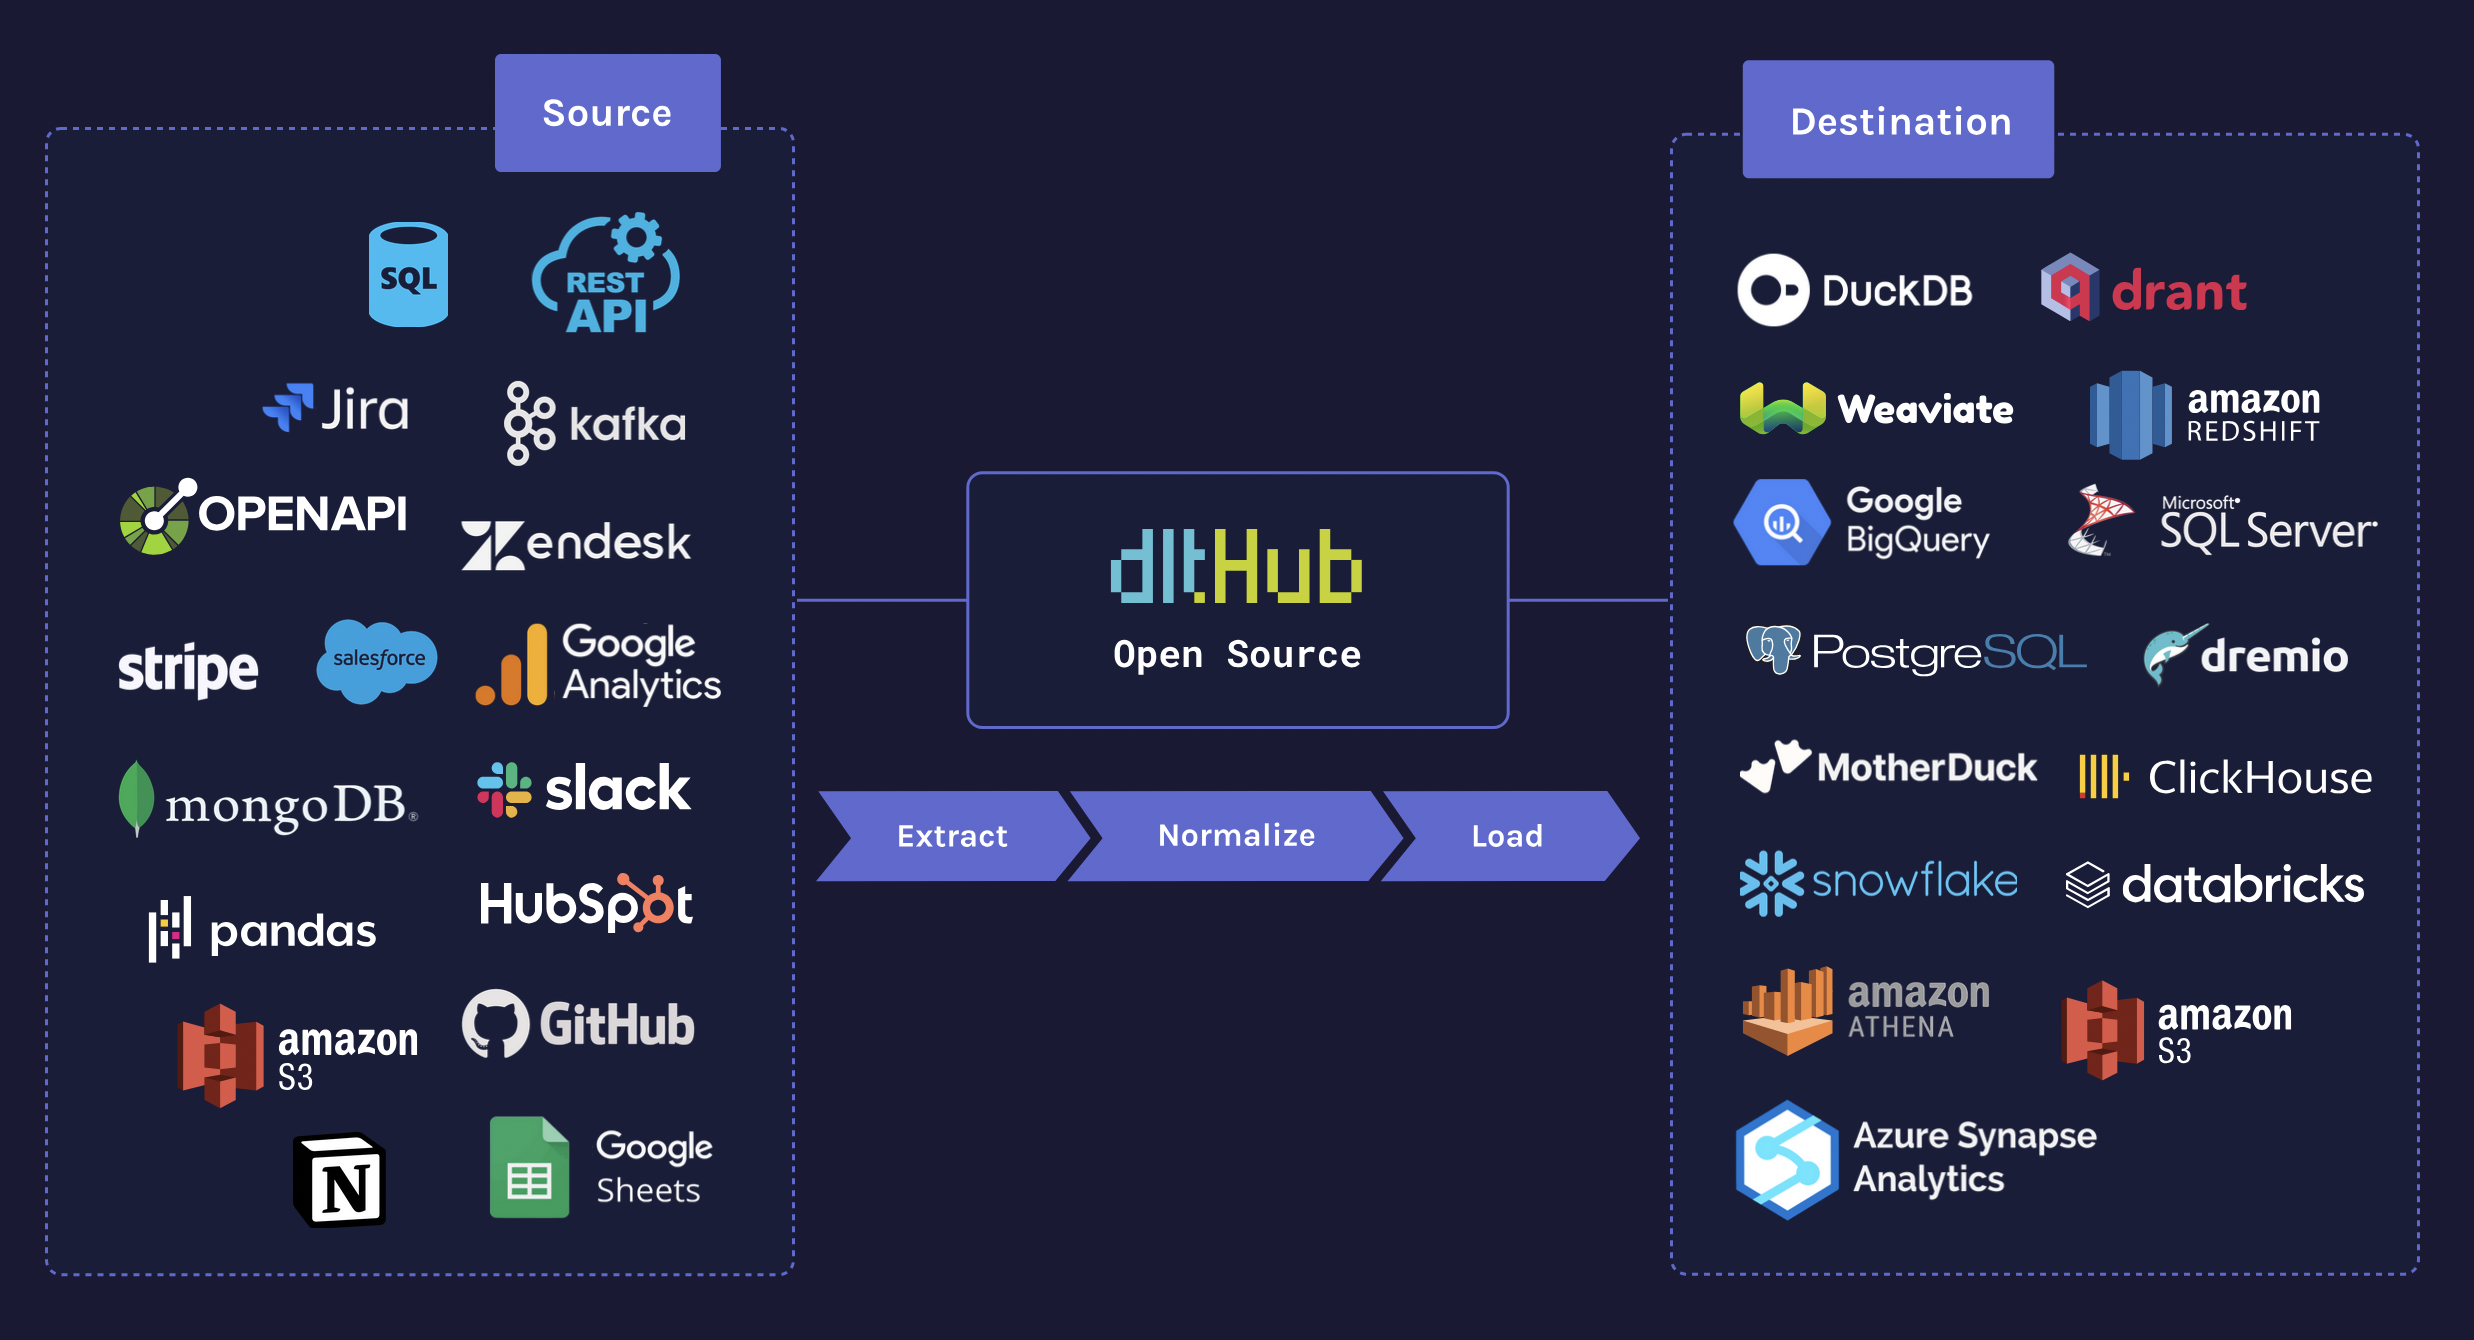 Source
SQL
REST
API
Jira
kafka
OPENAPI
zendesk
stripe
salesforce
Google
Analytics
mongoDB®
slack
pandas
HubSpot
amazon
S3
GitHub
N
Google
Sheets
dltHub
Open Source
Extract
Normalize
Load
Destination
DuckDB
qdrant
Weaviate
amazon
REDSHIFT
Google
BigQuery
Microsoft®
SQL Server
PostgreSQL
dremio
MotherDuck
ClickHouse
snowflake
databricks
amazon
ATHENA
amazon
S3
Azure Synapse
Analytics